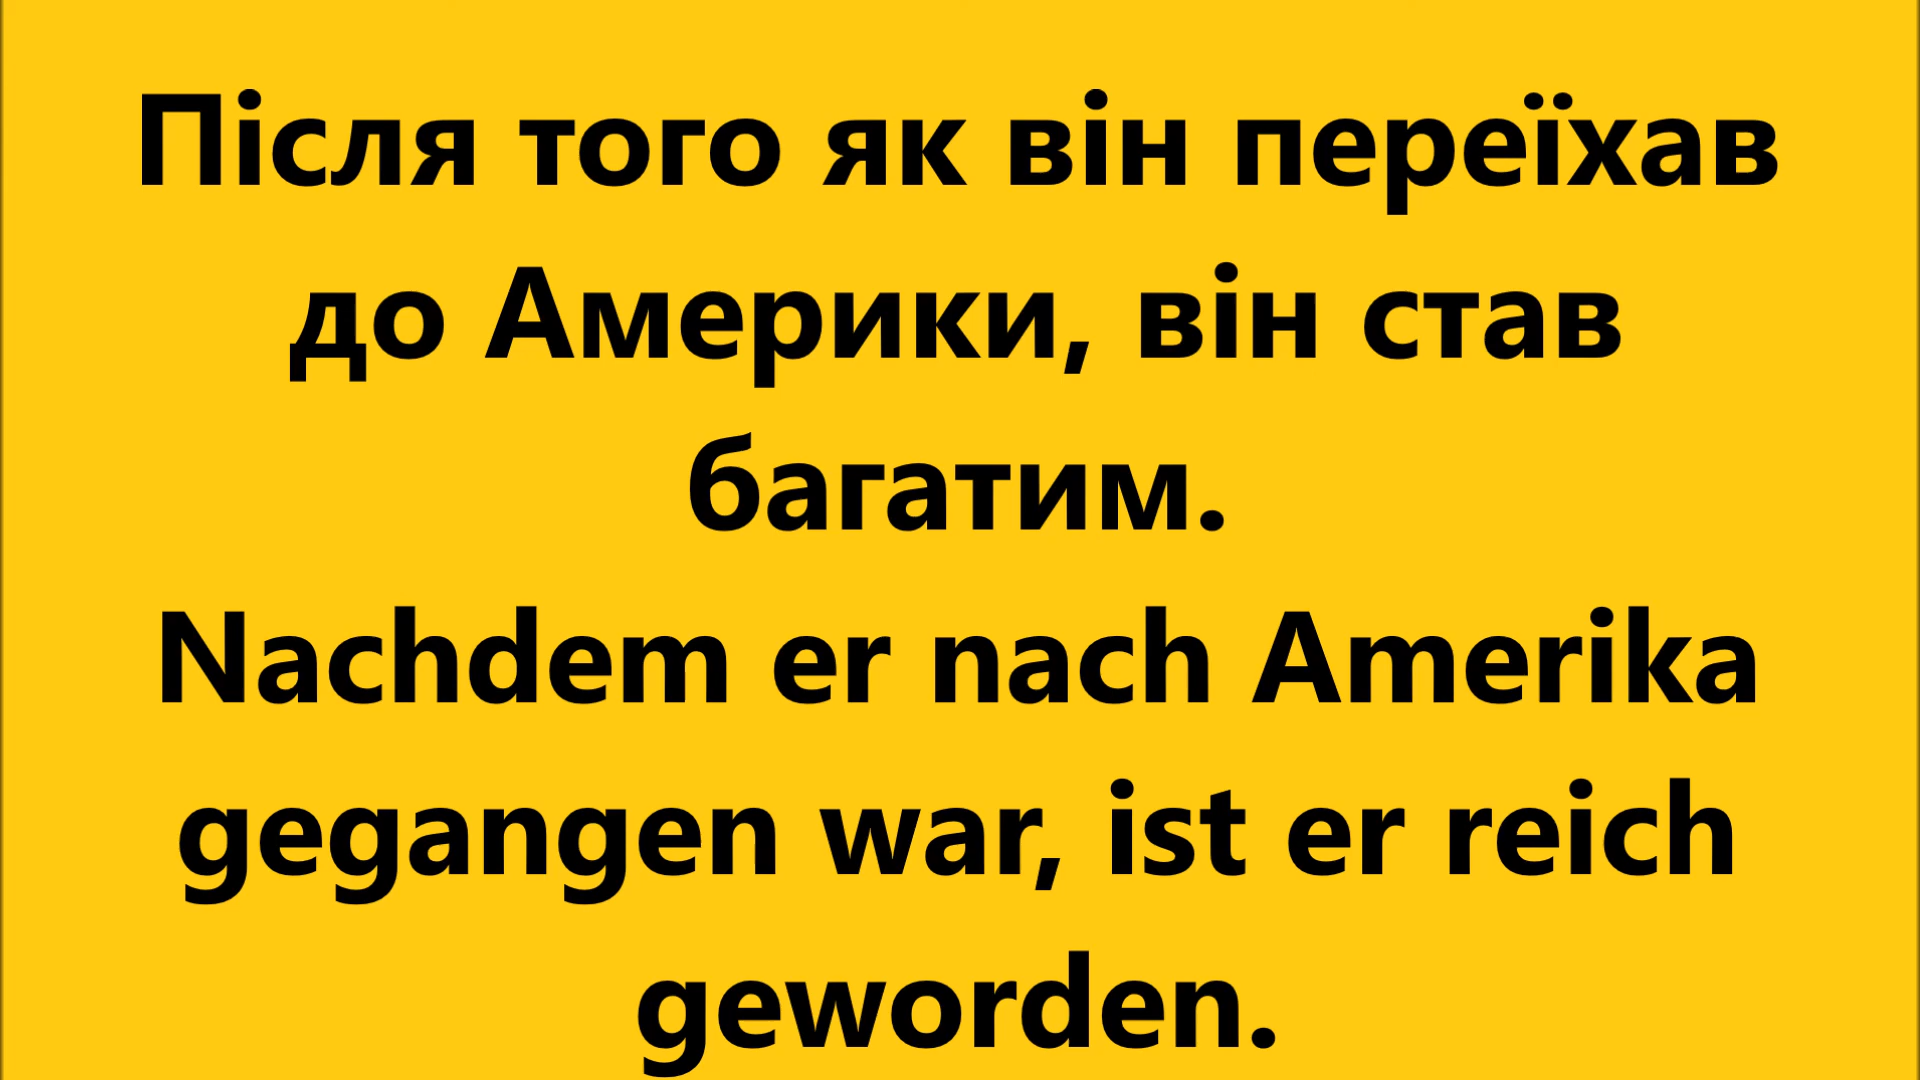 Після того як він переїхав
до Америки, він став
багатим.
Nachdem er nach Amerika
gegangen war, ist er reich
geworden.